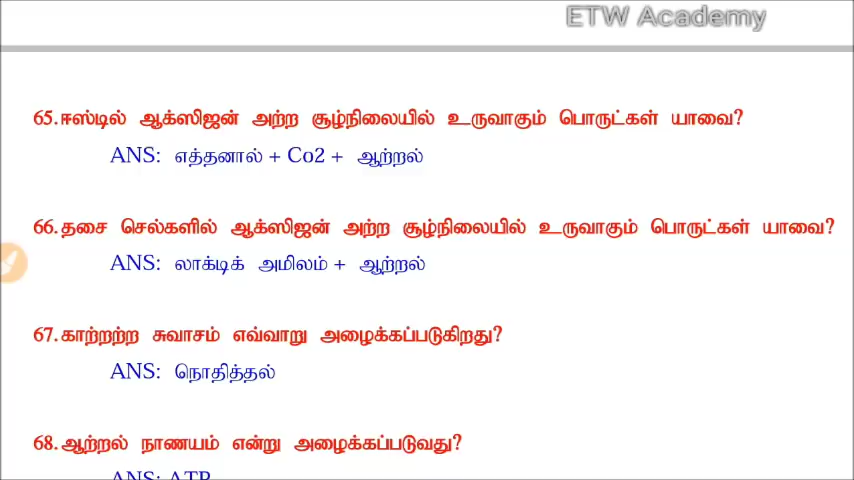 ETW Academy
65.ஈஸ்டில் ஆக்ஸிஜன் அற்ற சூழ்நிலையில் உருவாகும் பொருட்கள் யாவை?
ANS: எத்தனால் + Co2 + ஆற்றல்
66.தசை செல்களில் ஆக்ஸிஜன் அற்ற சூழ்நிலையில் உருவாகும் பொருட்கள் யாவை?
ANS: லாக்டிக் அமிலம் + ஆற்றல்
67.காற்றற்ற சுவாசம் எவ்வாறு அழைக்கப்படுகிறது?
ANS: நொதித்தல்
68.ஆற்றல் நாணயம் என்று அழைக்கப்படுவது?
ANS: ATP